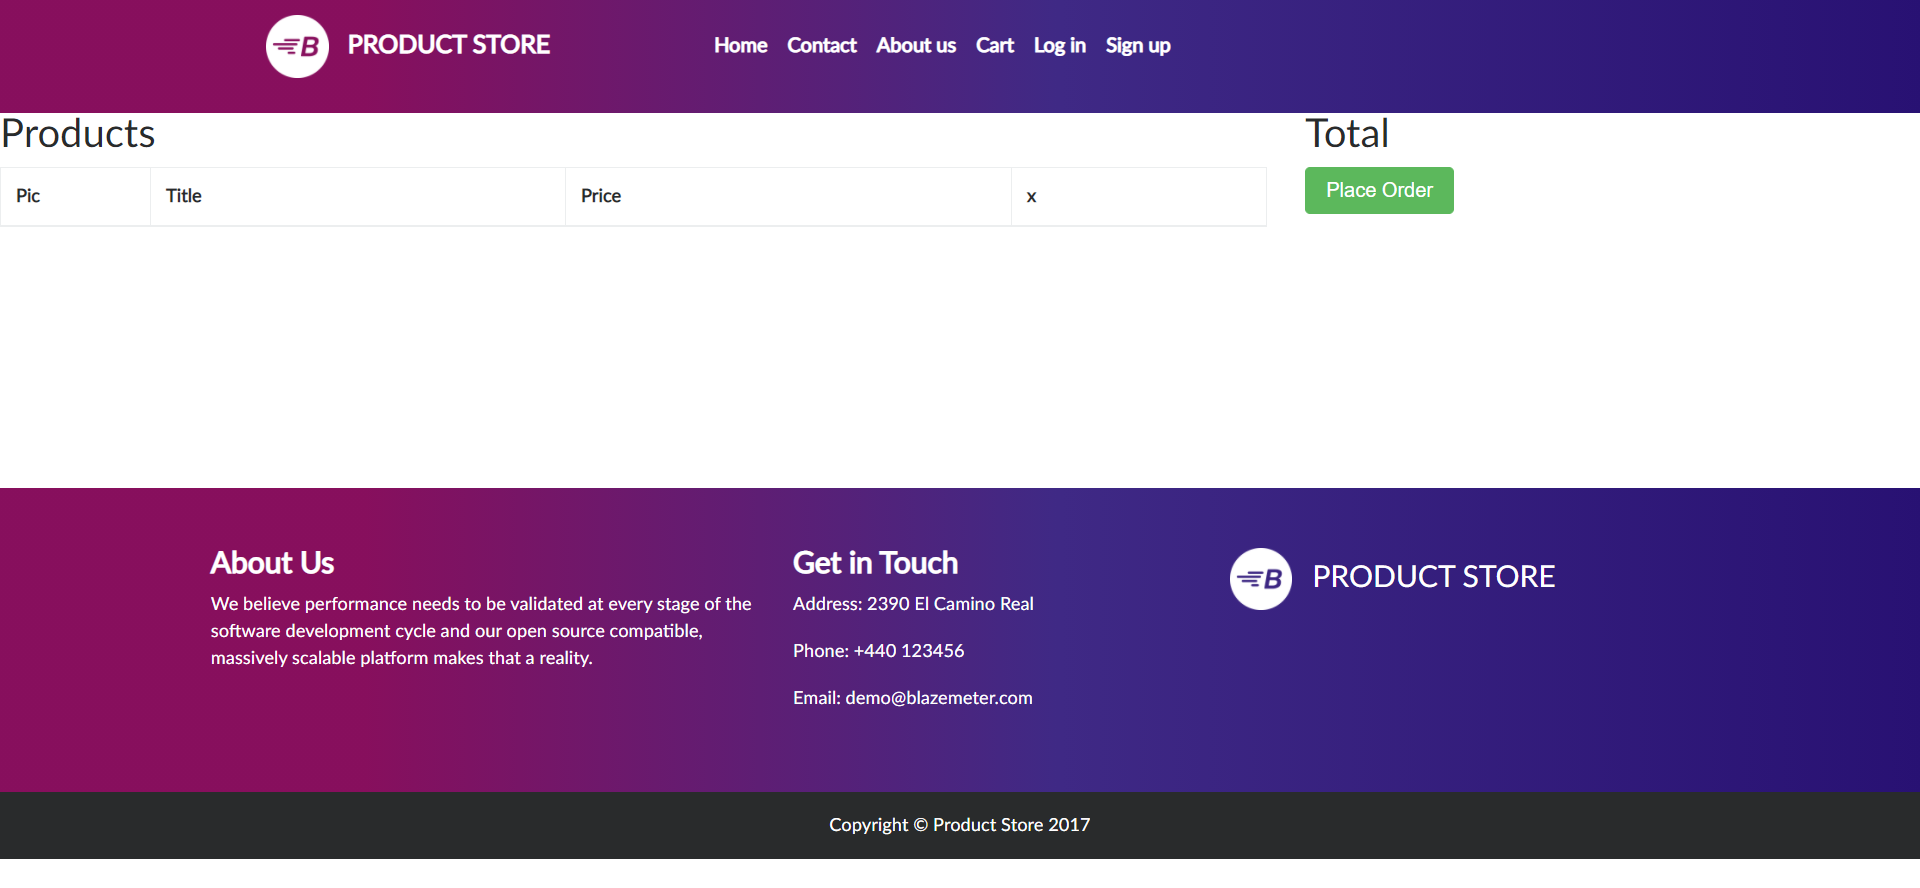 B PRODUCT STORE
Home Contact About us Cart Log in Sign up
Products
Total
Pic Title Price x
Place Order
About Us
We believe performance needs to be validated at every stage of the
software development cycle and our open source compatible,
massively scalable platform makes that a reality.
Get in Touch
Address: 2390 El Camino Real
Phone: +440 123456
Email: demo@blazemeter.com
B PRODUCT STORE
Copyright © Product Store 2017